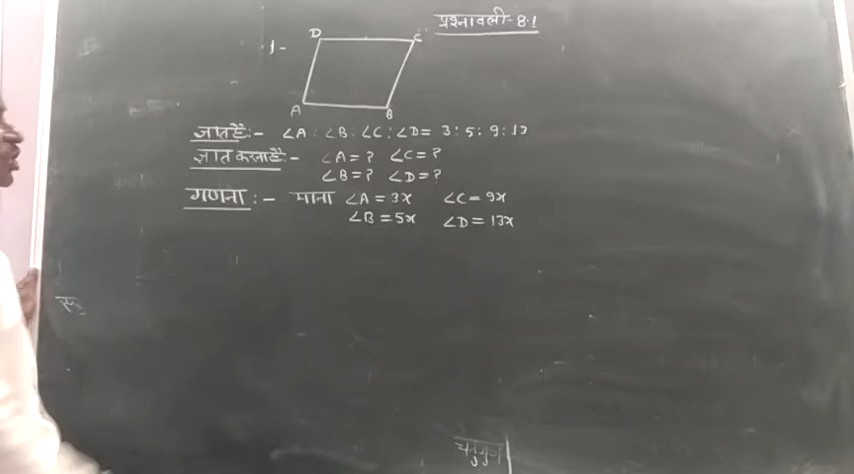 प्रश्नावली-8.1
1-
D C
A B
ज्ञात है:- ∠A : ∠B : ∠C : ∠D = 3 : 5 : 9 : 13
ज्ञात करना है:- ∠A = ? ∠C = ?
∠B = ? ∠D = ?
गणना :- माना ∠A = 3x ∠C = 9x
∠B = 5x ∠D = 13x